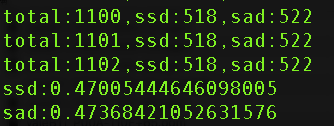 total:1100,ssd:518,sad:522
total:1101,ssd:518,sad:522
total:1102,ssd:518,sad:522
ssd:0.47005444646098005
sad:0.47368421052631576